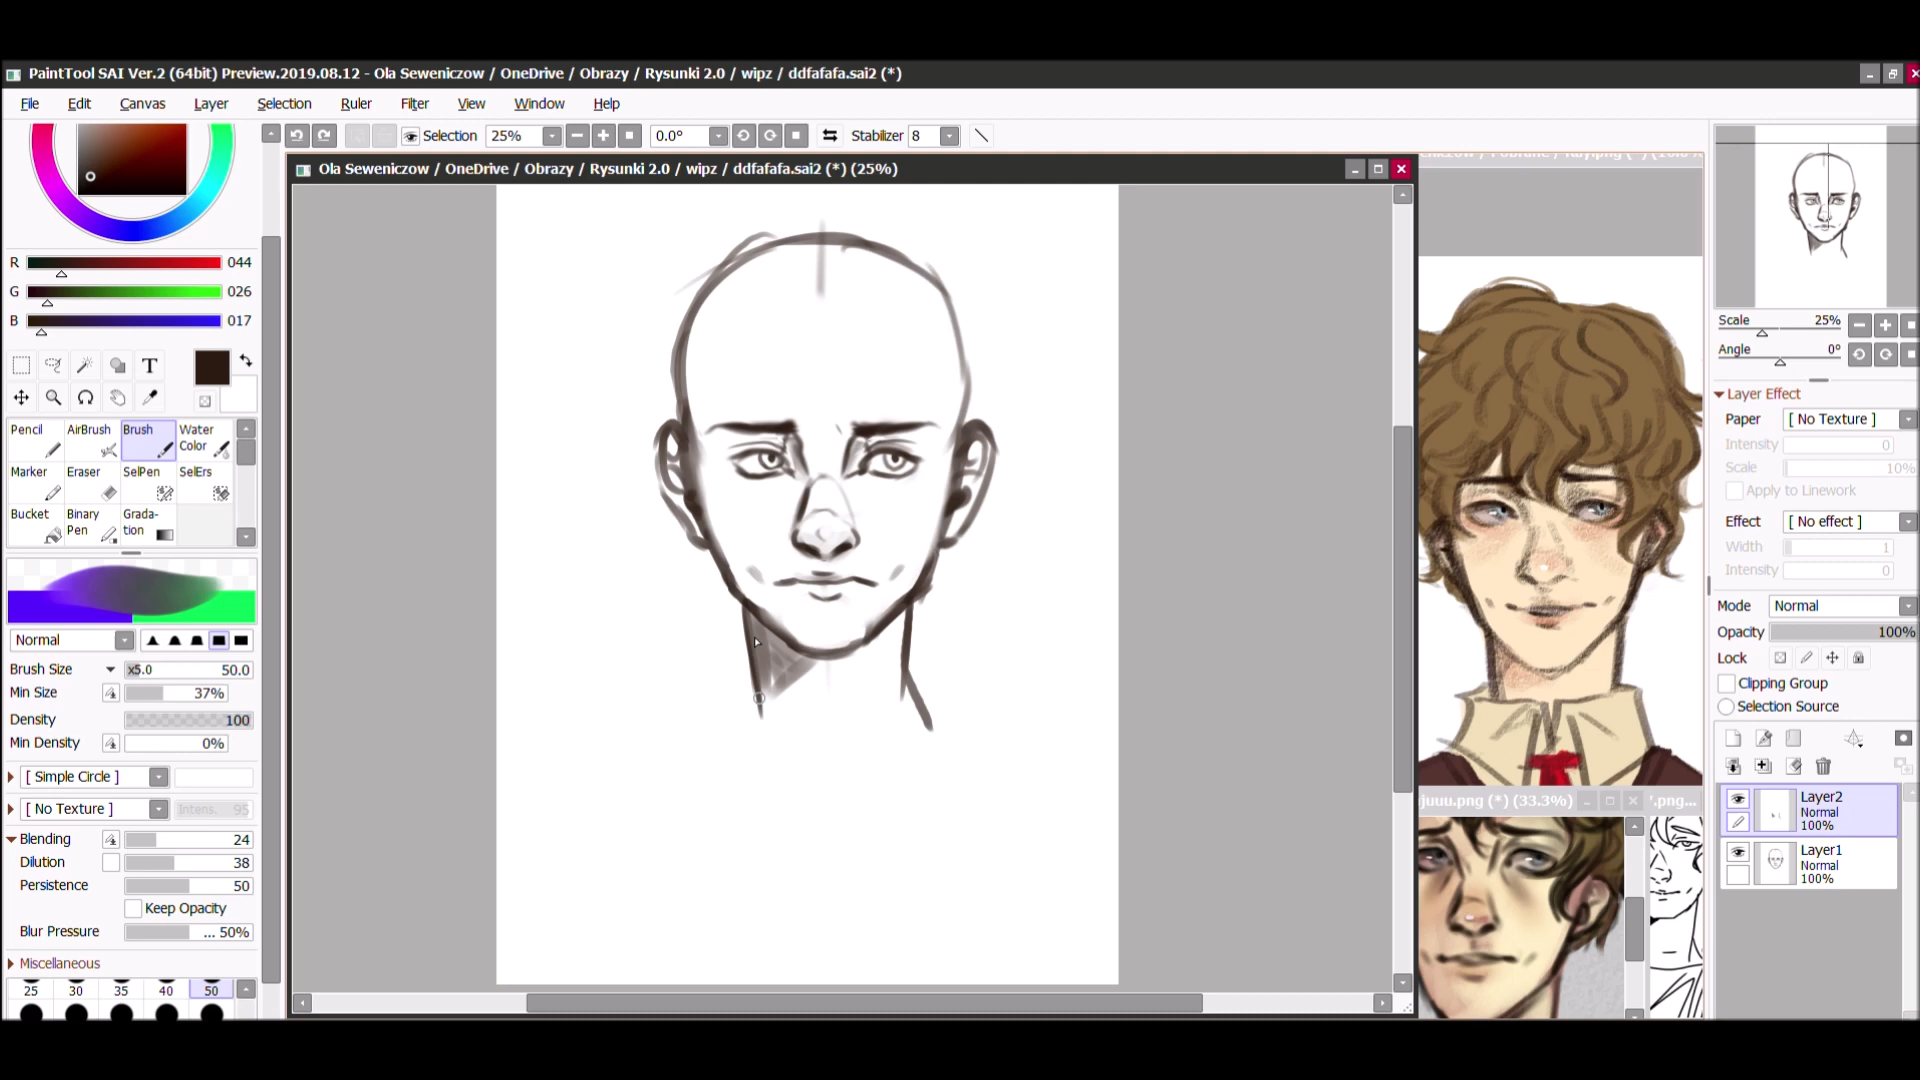 PaintTool SAI Ver.2 (64bit) Preview.2019.08.12 - Ola Seweniczow / OneDrive / Obrazy / Rysunki 2.0 / wipz / ddfafafa.sai2 (*)
File Edit Canvas Layer Selection Ruler Filter View Window Help
Selection 25% 0.0° Stabilizer 8
Ola Seweniczow / OneDrive / Obrazy / Rysunki 2.0 / wipz / ddfafafa.sai2 (*) (25%)
R 044
G 026
B 017
T
Pencil AirBrush Brush Water Color
Marker Eraser SelPen SelErs
Bucket Binary Pen Grada-tion
Normal
Brush Size x5.0 50.0
Min Size 37%
Density 100
Min Density 0%
[ Simple Circle ]
[ No Texture ] Intens. 95
Blending 24
Dilution 38
Persistence 50
Keep Opacity
Blur Pressure ... 50%
Miscellaneous
25 30 35 40 50
juuu.png (*) (33.3%)
'.png...
Scale 25%
Angle 0°
Layer Effect
Paper [ No Texture ]
Intensity 0
Scale 10%
Apply to Linework
Effect [ No effect ]
Width 1
Intensity 0
Mode Normal
Opacity 100%
Lock
Clipping Group
Selection Source
Layer2
Normal
100%
Layer1
Normal
100%